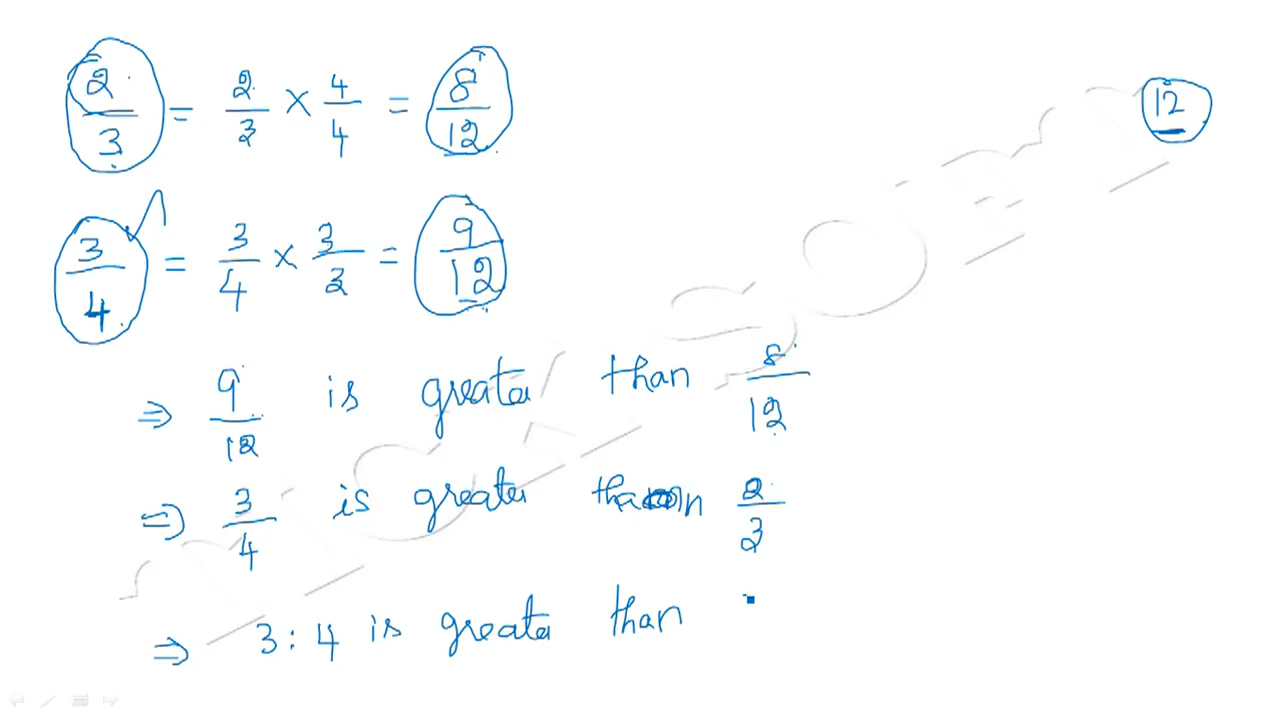 2/3 = 2/3 × 4/4 = 8/12
12
3/4 = 3/4 × 3/3 = 9/12
⇒ 9/12 is greater than 8/12
⇒ 3/4 is greater than 2/3
⇒ 3 : 4 is greater than